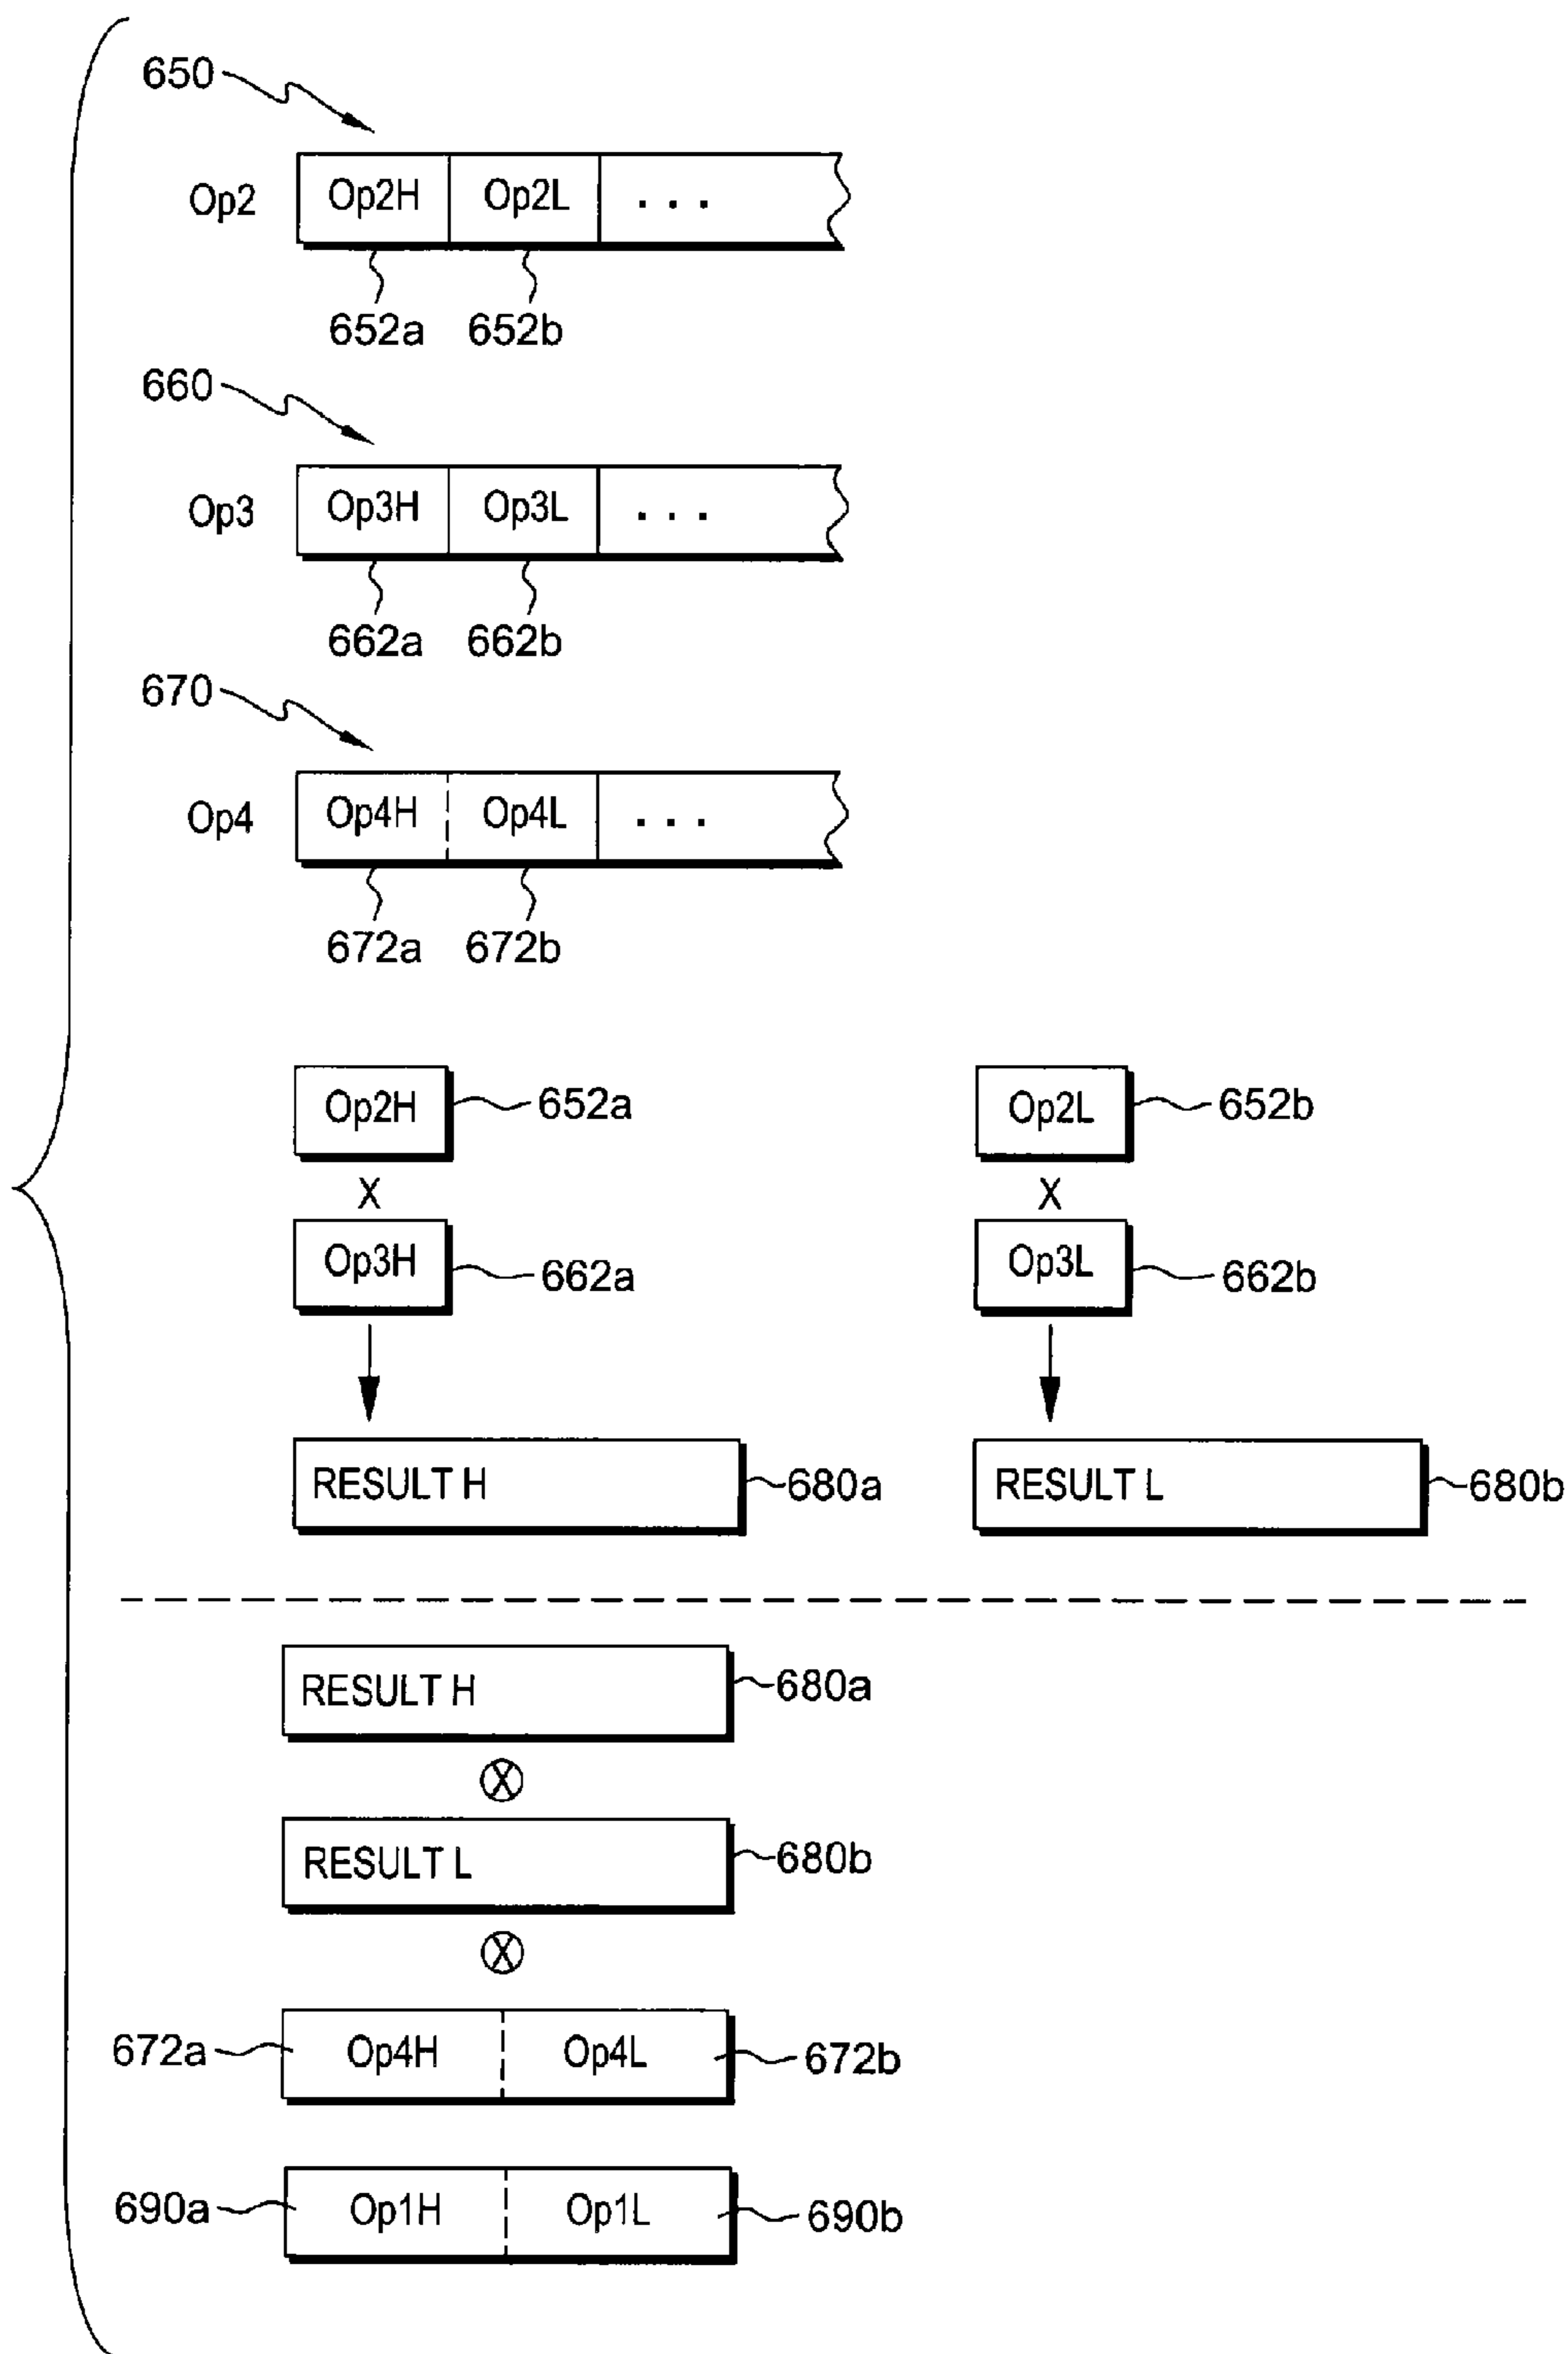 650
Op2 Op2H Op2L ...
652a 652b
660
Op3 Op3H Op3L ...
662a 662b
670
Op4 Op4H Op4L ...
672a 672b
Op2H 652a Op2L 652b
X X
Op3H 662a Op3L 662b
RESULT H 680a RESULT L 680b
RESULT H 680a
X
RESULT L 680b
X
672a Op4H Op4L 672b
690a Op1H Op1L 690b